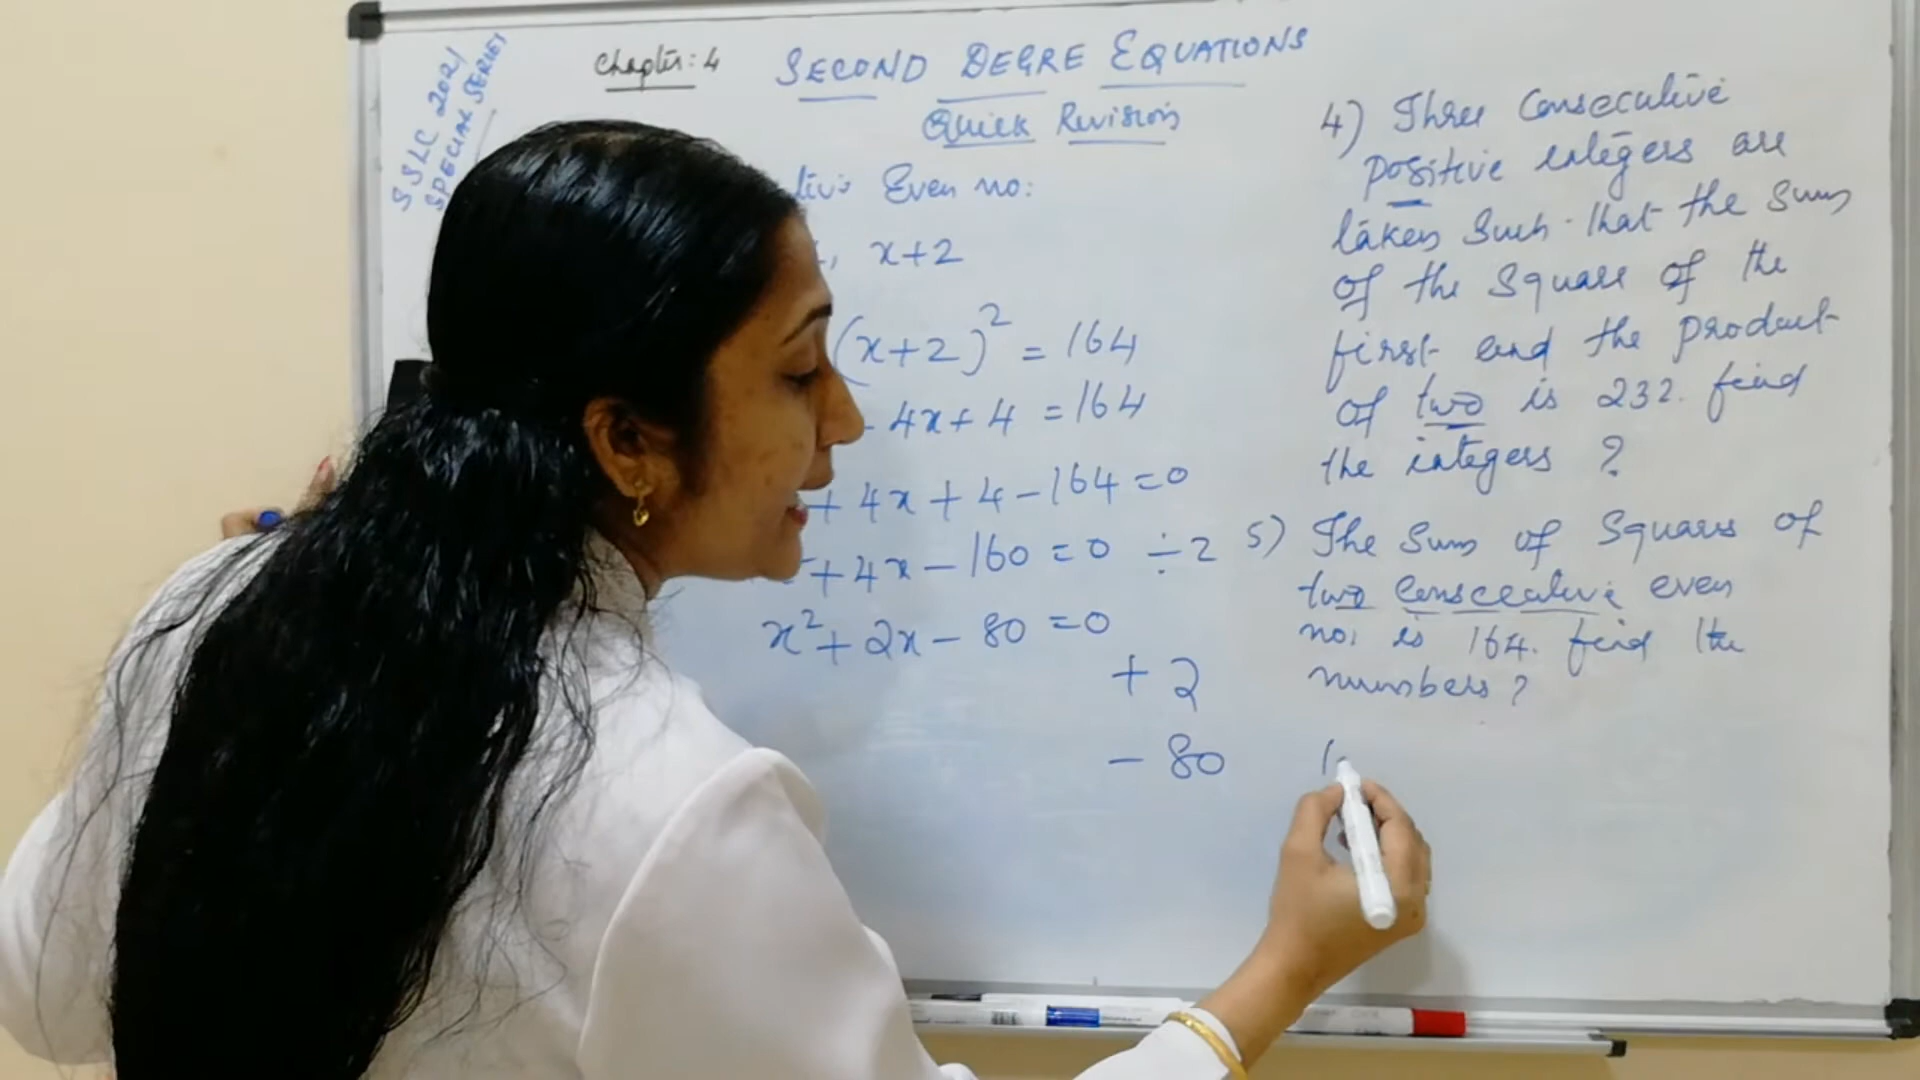 SSLC 2021
SPECIAL SERIES
Chapter: 4
SECOND DEGRE EQUATIONS
Quick Revision
Even no:
, x+2
(x+2)² = 164
4x+4 = 164
+ 4x + 4 - 164 = 0
+ 4x - 160 = 0 ÷ 2
x² + 2x - 80 = 0
+ 2
- 80
4) Three Consecutive
positive integers are
taken Such that the Sum
of the Square of the
first and the product
of two is 232. find
the integers ?
5) The Sum of Squares of
two consecutive even
no: is 164. find the
numbers ?